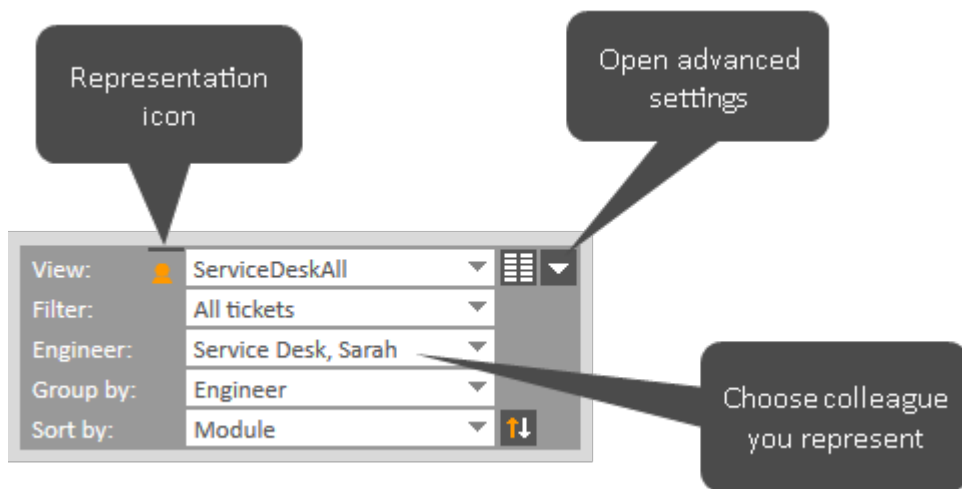 Representation
icon
Open advanced
settings
View: ServiceDeskAll
Filter: All tickets
Engineer: Service Desk, Sarah
Group by: Engineer
Sort by: Module
Choose colleague
you represent